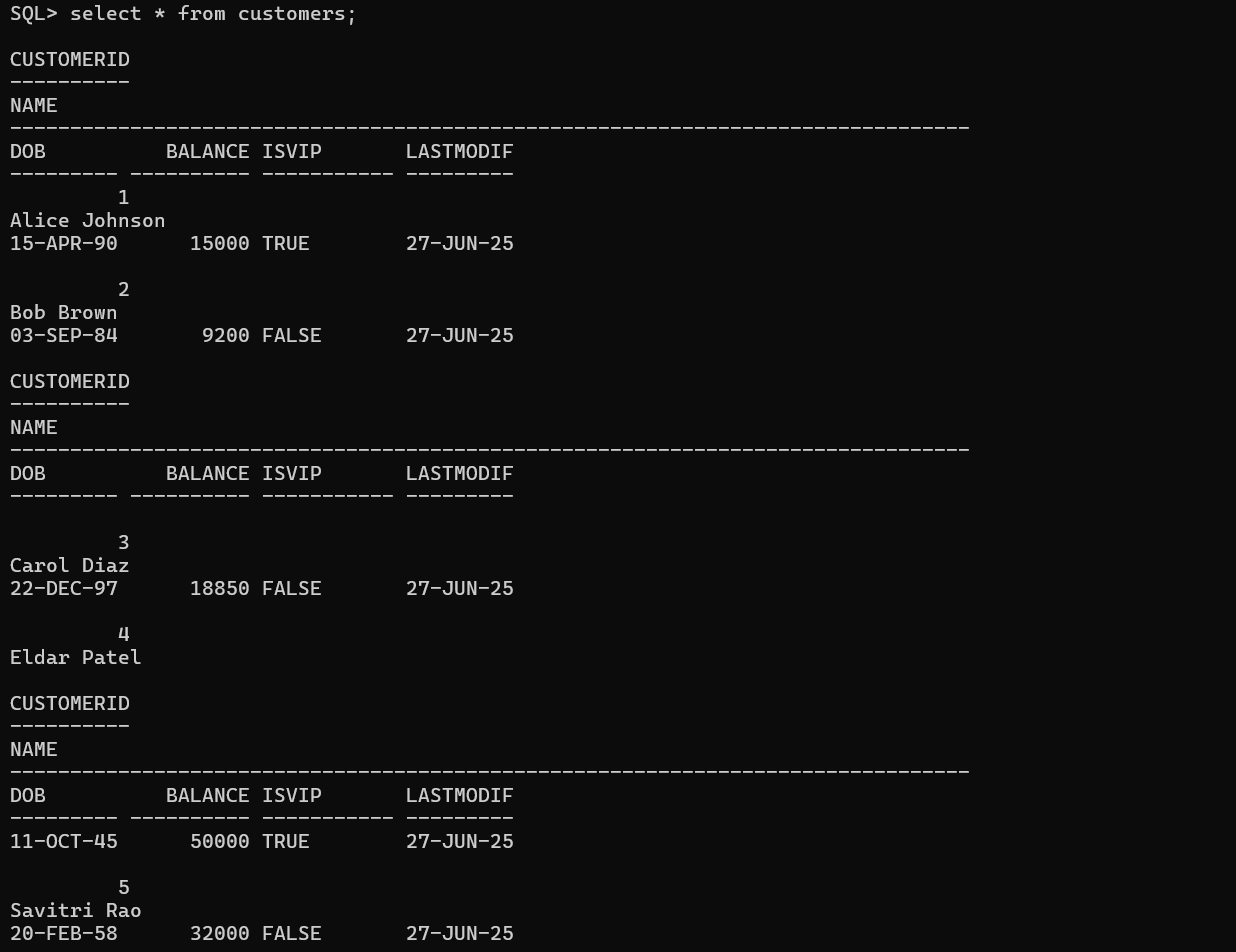 SQL> select * from customers;
CUSTOMERID
----------
NAME
--------------------------------------------------------------------------------
DOB          BALANCE ISVIP       LASTMODIF
--------- ---------- ----------- ---------
         1
Alice Johnson
15-APR-90      15000 TRUE        27-JUN-25
         2
Bob Brown
03-SEP-84       9200 FALSE       27-JUN-25
CUSTOMERID
----------
NAME
--------------------------------------------------------------------------------
DOB          BALANCE ISVIP       LASTMODIF
--------- ---------- ----------- ---------
         3
Carol Diaz
22-DEC-97      18850 FALSE       27-JUN-25
         4
Eldar Patel
CUSTOMERID
----------
NAME
--------------------------------------------------------------------------------
DOB          BALANCE ISVIP       LASTMODIF
--------- ---------- ----------- ---------
11-OCT-45      50000 TRUE        27-JUN-25
         5
Savitri Rao
20-FEB-58      32000 FALSE       27-JUN-25